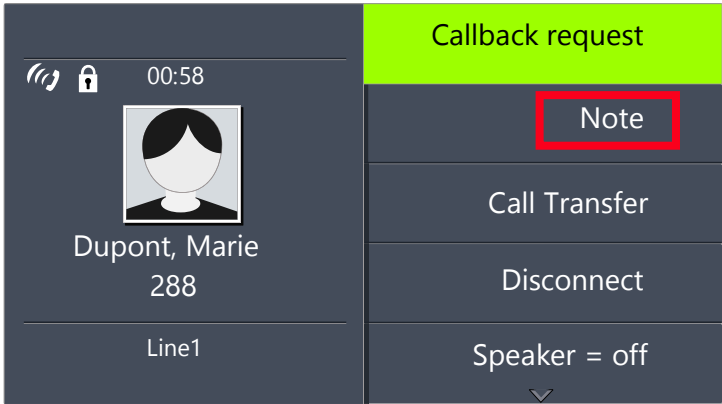 00:58
Dupont, Marie
288
Line1
Callback request
Note
Call Transfer
Disconnect
Speaker = off